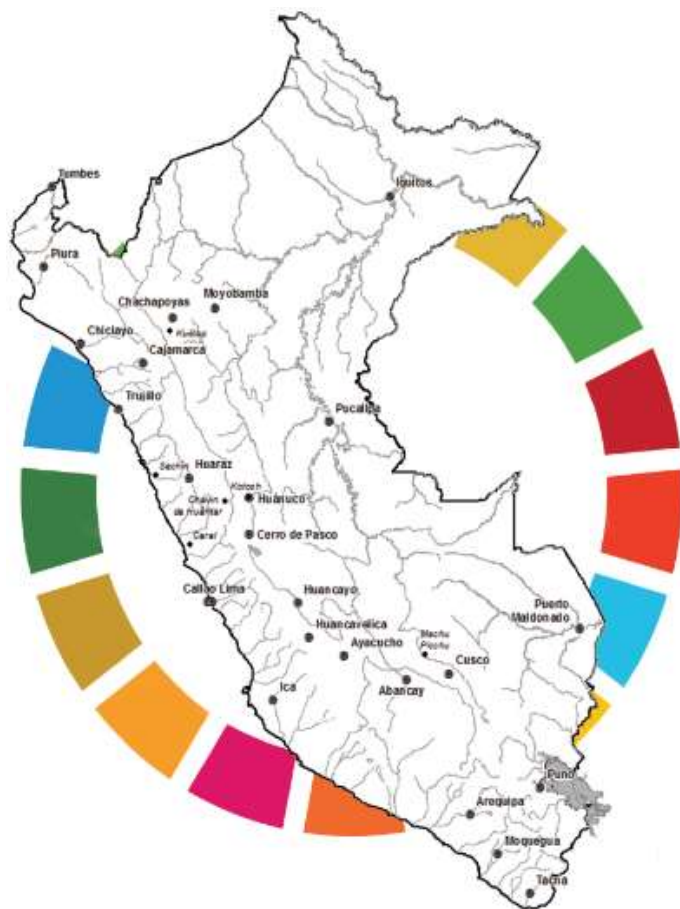 Tumbes
Iquitos
Piura
Moyobamba
Chachapoyas
Kuélap
Chiclayo
Cajamarca
Trujillo
Pucallpa
Sechín
Huaraz
Kotosh
Chavín
de Huántar
Huánuco
Caral
Cerro de Pasco
Callao Lima
Huancayo
Puerto
Maldonado
Huancavelica
Machu
Picchu
Ayacucho
Cusco
Abancay
Ica
Puno
Arequipa
Moquegua
Tacna